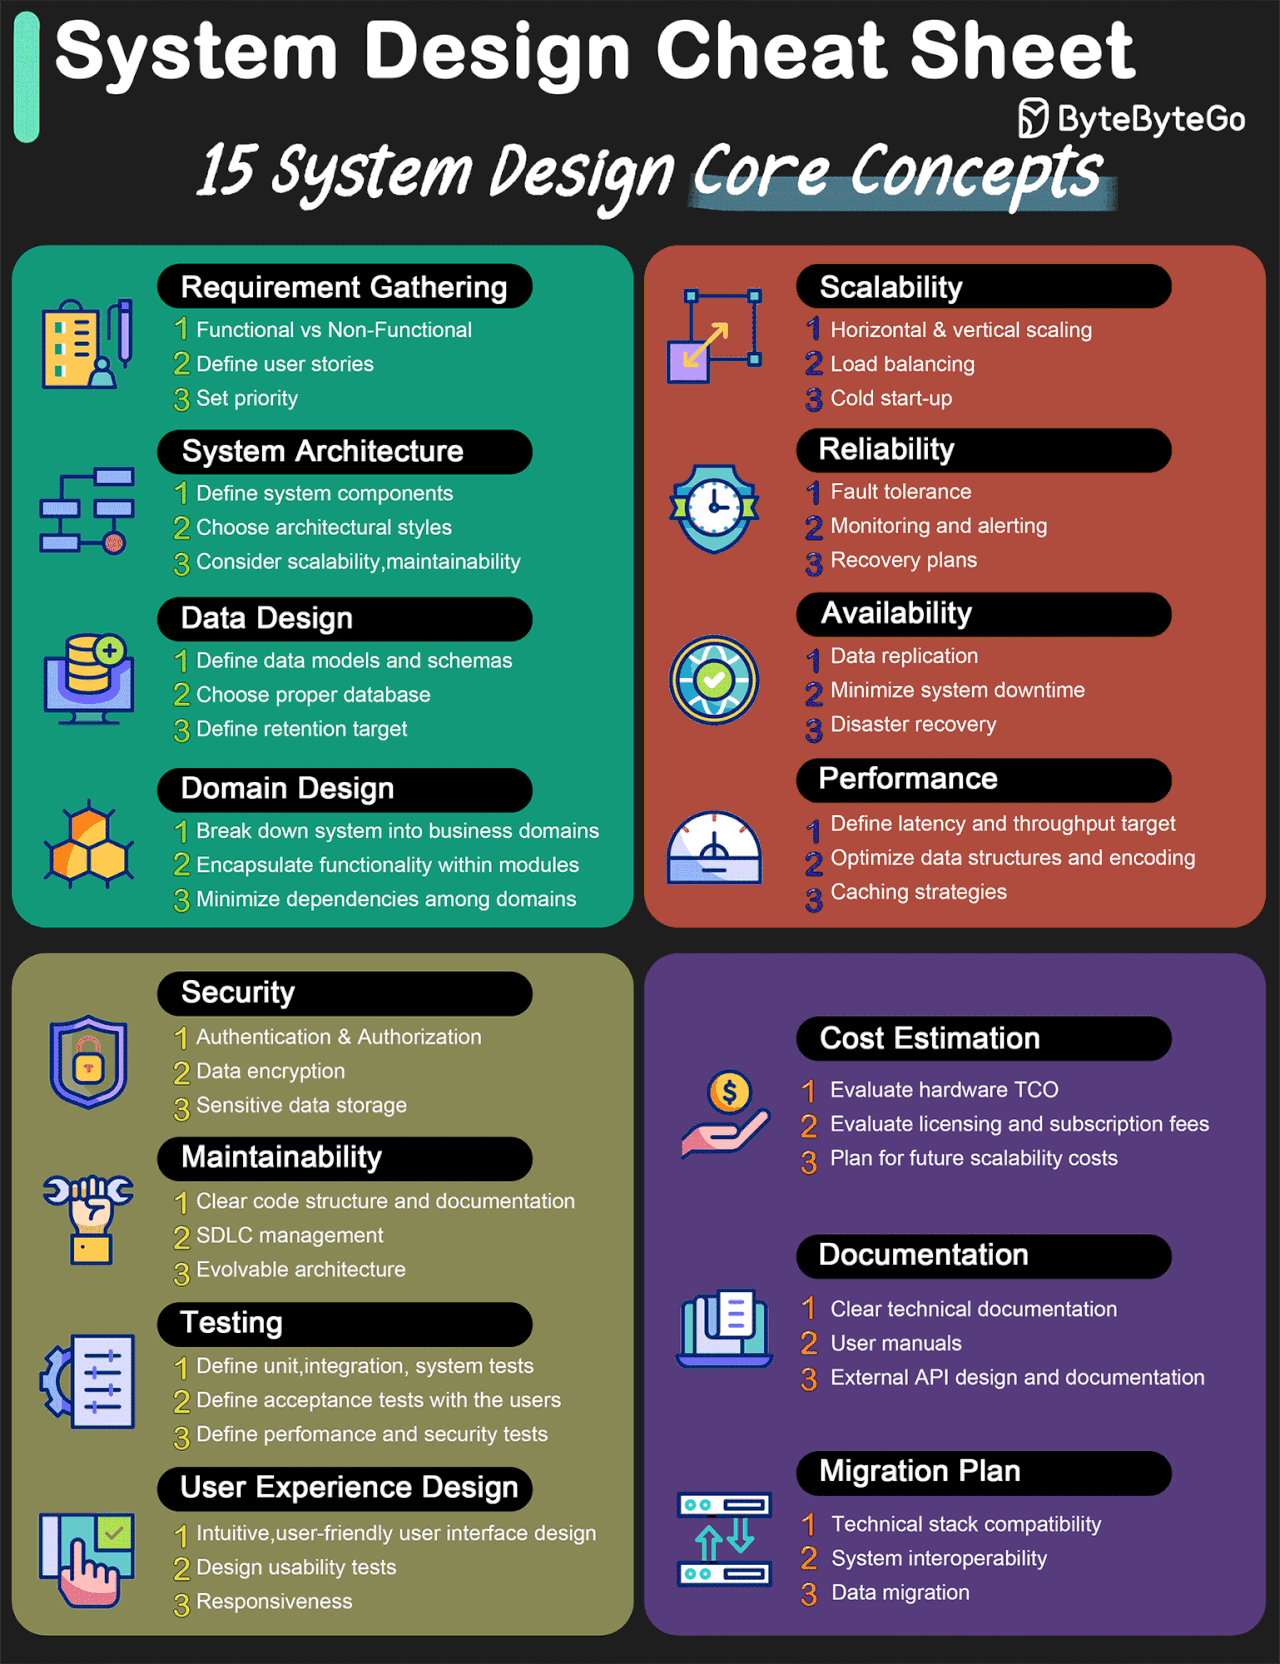 System Design Cheat Sheet
ByteByteGo
15 System Design Core Concepts
Requirement Gathering
1 Functional vs Non-Functional
2 Define user stories
3 Set priority
System Architecture
1 Define system components
2 Choose architectural styles
3 Consider scalability,maintainability
Data Design
1 Define data models and schemas
2 Choose proper database
3 Define retention target
Domain Design
1 Break down system into business domains
2 Encapsulate functionality within modules
3 Minimize dependencies among domains
Scalability
1 Horizontal & vertical scaling
2 Load balancing
3 Cold start-up
Reliability
1 Fault tolerance
2 Monitoring and alerting
3 Recovery plans
Availability
1 Data replication
2 Minimize system downtime
3 Disaster recovery
Performance
1 Define latency and throughput target
2 Optimize data structures and encoding
3 Caching strategies
Security
1 Authentication & Authorization
2 Data encryption
3 Sensitive data storage
Maintainability
1 Clear code structure and documentation
2 SDLC management
3 Evolvable architecture
Testing
1 Define unit,integration, system tests
2 Define acceptance tests with the users
3 Define perfomance and security tests
User Experience Design
1 Intuitive,user-friendly user interface design
2 Design usability tests
3 Responsiveness
Cost Estimation
1 Evaluate hardware TCO
2 Evaluate licensing and subscription fees
3 Plan for future scalability costs
Documentation
1 Clear technical documentation
2 User manuals
3 External API design and documentation
Migration Plan
1 Technical stack compatibility
2 System interoperability
3 Data migration